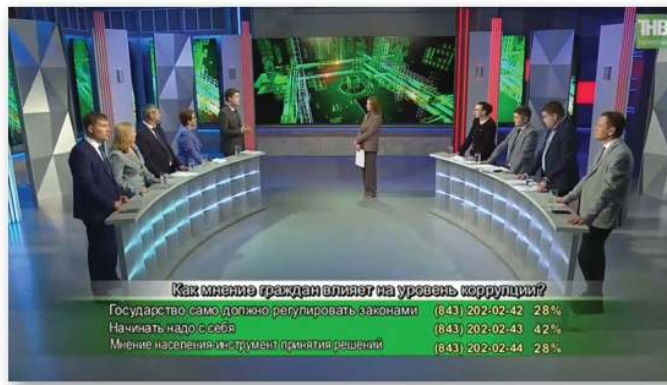 ТНВ
Как мнение граждан влияет на уровень коррупции?
Государство само должно регулировать законами (843) 202-02-42 28%
Начинать надо с себя (843) 202-02-43 42%
Мнение населения-инструмент принятия решений (843) 202-02-44 28%